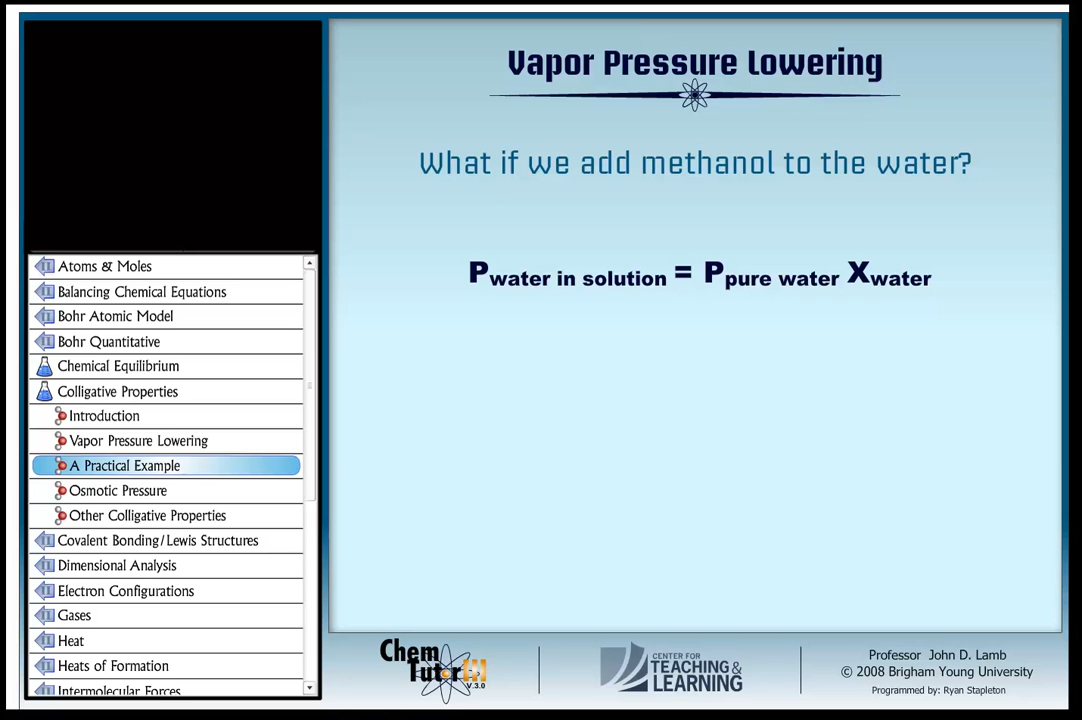 Vapor Pressure Lowering
What if we add methanol to the water?
Pwater in solution = Ppure water Xwater
Atoms & Moles
Balancing Chemical Equations
Bohr Atomic Model
Bohr Quantitative
Chemical Equilibrium
Colligative Properties
Introduction
Vapor Pressure Lowering
A Practical Example
Osmotic Pressure
Other Colligative Properties
Covalent Bonding/Lewis Structures
Dimensional Analysis
Electron Configurations
Gases
Heat
Heats of Formation
Intermolecular Forces
Chem
Tutor
V.3.0
CENTER FOR
TEACHING &
LEARNING
Professor John D. Lamb
© 2008 Brigham Young University
Programmed by: Ryan Stapleton